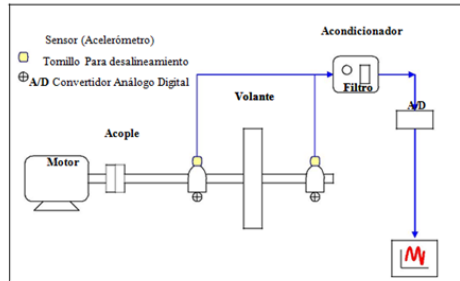 Acondicionador
Sensor (Acelerómetro)
Tornillo Para desalineamiento
A/D Convertidor Análogo Digital
Filtro
Volante
A/D
Acople
Motor